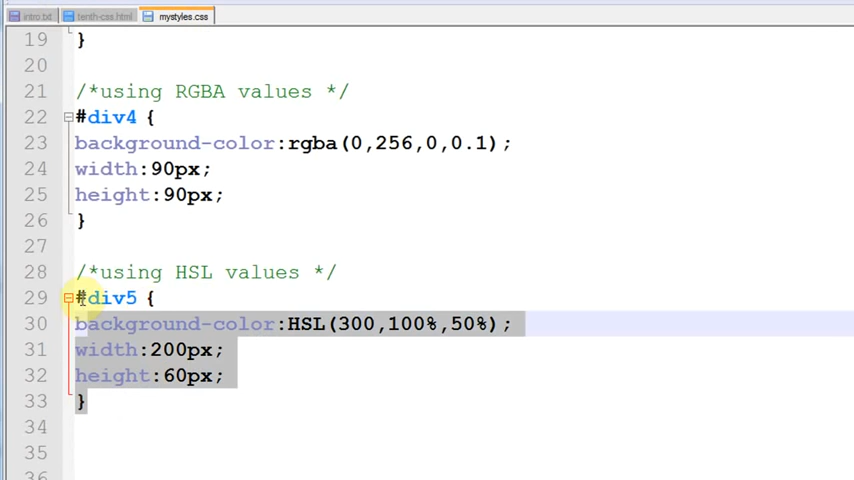 intro.txt tenth-css.html mystyles.css
19 }
20
21 /*using RGBA values */
22 #div4 {
23 background-color:rgba(0,256,0,0.1);
24 width:90px;
25 height:90px;
26 }
27
28 /*using HSL values */
29 #div5 {
30 background-color:HSL(300,100%,50%);
31 width:200px;
32 height:60px;
33 }
34
35
36